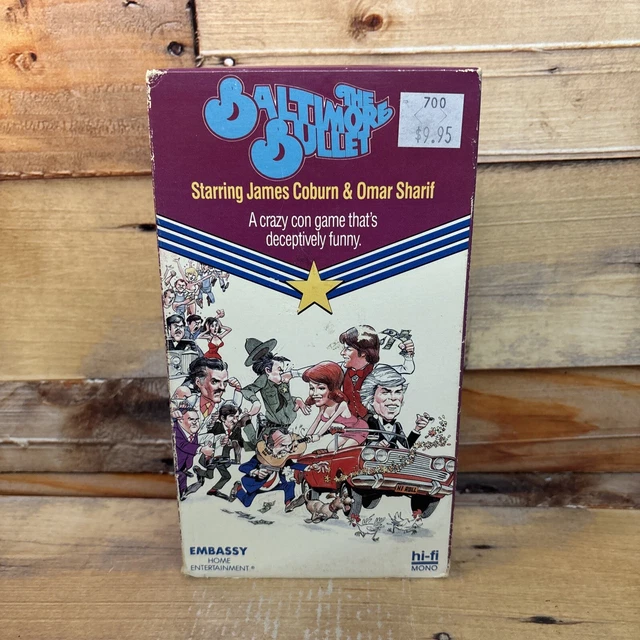 THE
BALTIMORE
BULLET
700
$9.95
Starring James Coburn & Omar Sharif
A crazy con game that's
deceptively funny.
EMBASSY
HOME
ENTERTAINMENT®
hi-fi
MONO